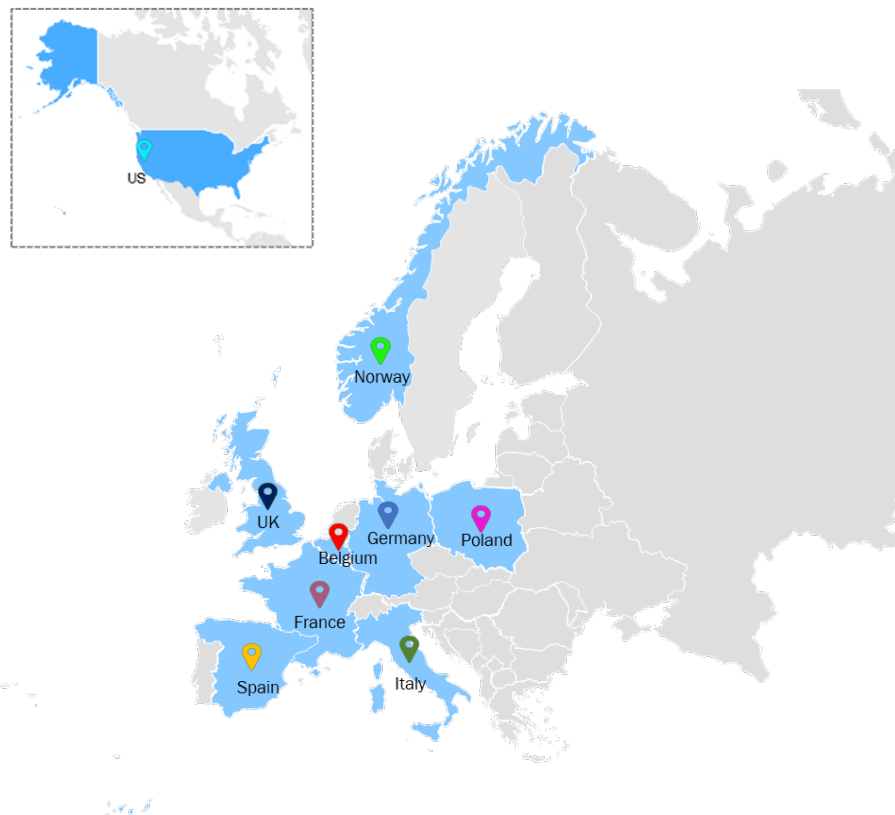 US
Norway
UK
Germany
Poland
Belgium
France
Spain
Italy